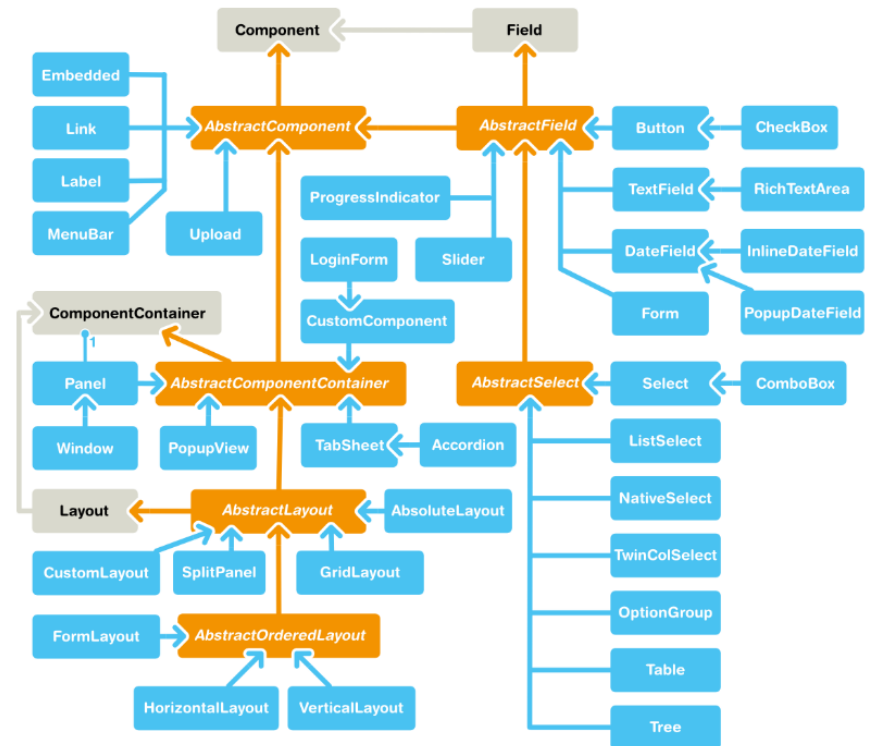 Component
Field
Embedded
AbstractComponent
AbstractField
Button
CheckBox
Link
Label
ProgressIndicator
TextField
RichTextArea
MenuBar
Upload
LoginForm
Slider
DateField
InlineDateField
ComponentContainer
CustomComponent
Form
PopupDateField
1
Panel
AbstractComponentContainer
AbstractSelect
Select
ComboBox
Window
PopupView
TabSheet
Accordion
ListSelect
Layout
AbstractLayout
AbsoluteLayout
NativeSelect
CustomLayout
SplitPanel
GridLayout
TwinColSelect
FormLayout
AbstractOrderedLayout
OptionGroup
HorizontalLayout
VerticalLayout
Table
Tree